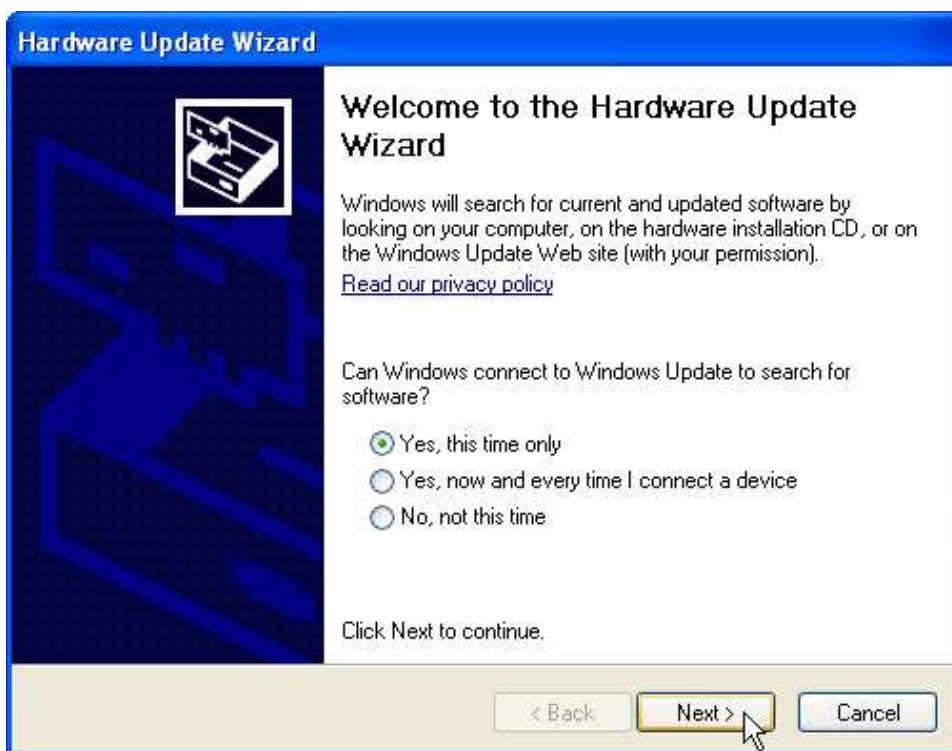 Hardware Update Wizard
Welcome to the Hardware Update
Wizard
Windows will search for current and updated software by
looking on your computer, on the hardware installation CD, or on
the Windows Update Web site (with your permission).
Read our privacy policy
Can Windows connect to Windows Update to search for
software?
Yes, this time only
Yes, now and every time I connect a device
No, not this time
Click Next to continue.
< Back
Next >
Cancel